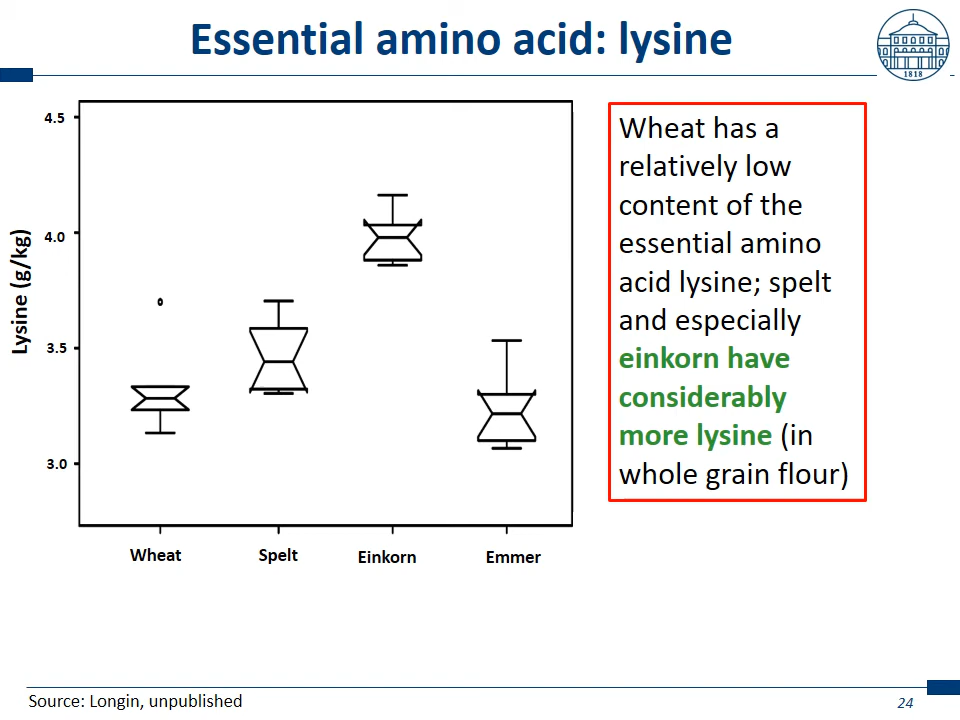 Essential amino acid: lysine
1818
4.5
4.0
3.5
3.0
Lysine (g/kg)
Wheat
Spelt
Einkorn
Emmer
Wheat has a
relatively low
content of the
essential amino
acid lysine; spelt
and especially
einkorn have
considerably
more lysine (in
whole grain flour)
Source: Longin, unpublished
24